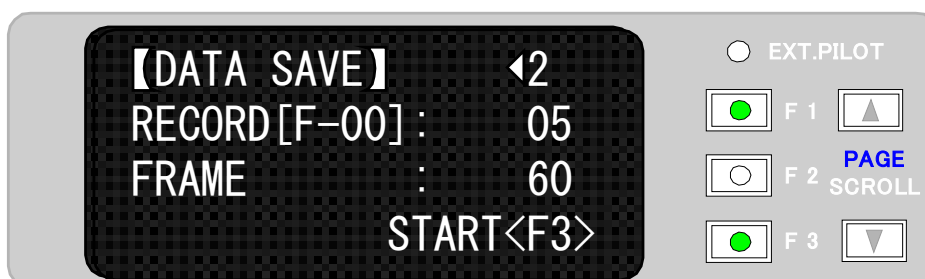 【DATA SAVE】 ◀2
RECORD[F-00]: 05
FRAME : 60
START<F3>
EXT.PILOT
F 1
F 2
PAGE
SCROLL
F 3